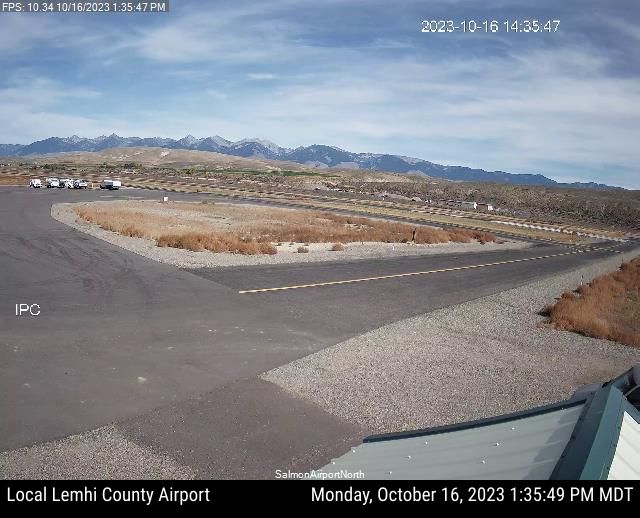 FPS: 10.34 10/16/2023 1:35:47 PM
2023-10-16 14:35:47
IPC
SalmonAirportNorth
Local Lemhi County Airport Monday, October 16, 2023 1:35:49 PM MDT